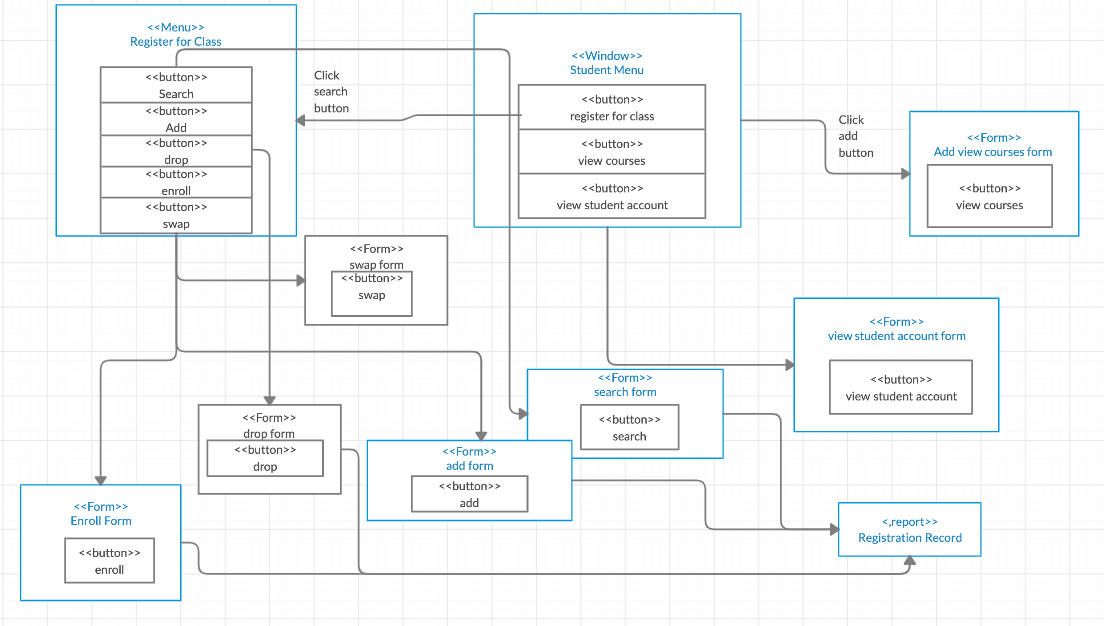 <<Menu>>
Register for Class
<<button>>
Search
<<button>>
Add
<<button>>
drop
<<button>>
enroll
<<button>>
swap
Click
search
button
<<Window>>
Student Menu
<<button>>
register for class
<<button>>
view courses
<<button>>
view student account
Click
add
button
<<Form>>
Add view courses form
<<button>>
view courses
<<Form>>
swap form
<<button>>
swap
<<Form>>
view student account form
<<button>>
view student account
<<Form>>
search form
<<button>>
search
<<Form>>
drop form
<<button>>
drop
<<Form>>
add form
<<button>>
add
<<Form>>
Enroll Form
<<button>>
enroll
<,report>>
Registration Record